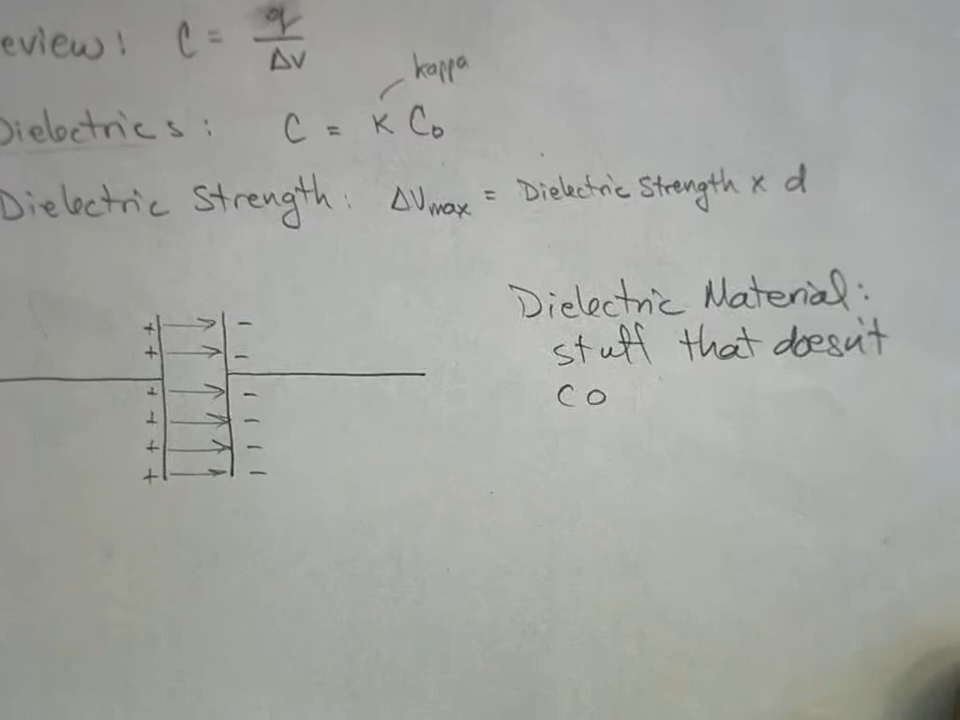 eview: C = q/ΔV
kappa
Dielectrics: C = κ C₀
Dielectric Strength: ΔVmax = Dielectric Strength x d
Dielectric Material:
stuff that doesn't
co
+ -
+ -
+ -
+ -
+ -
+ -